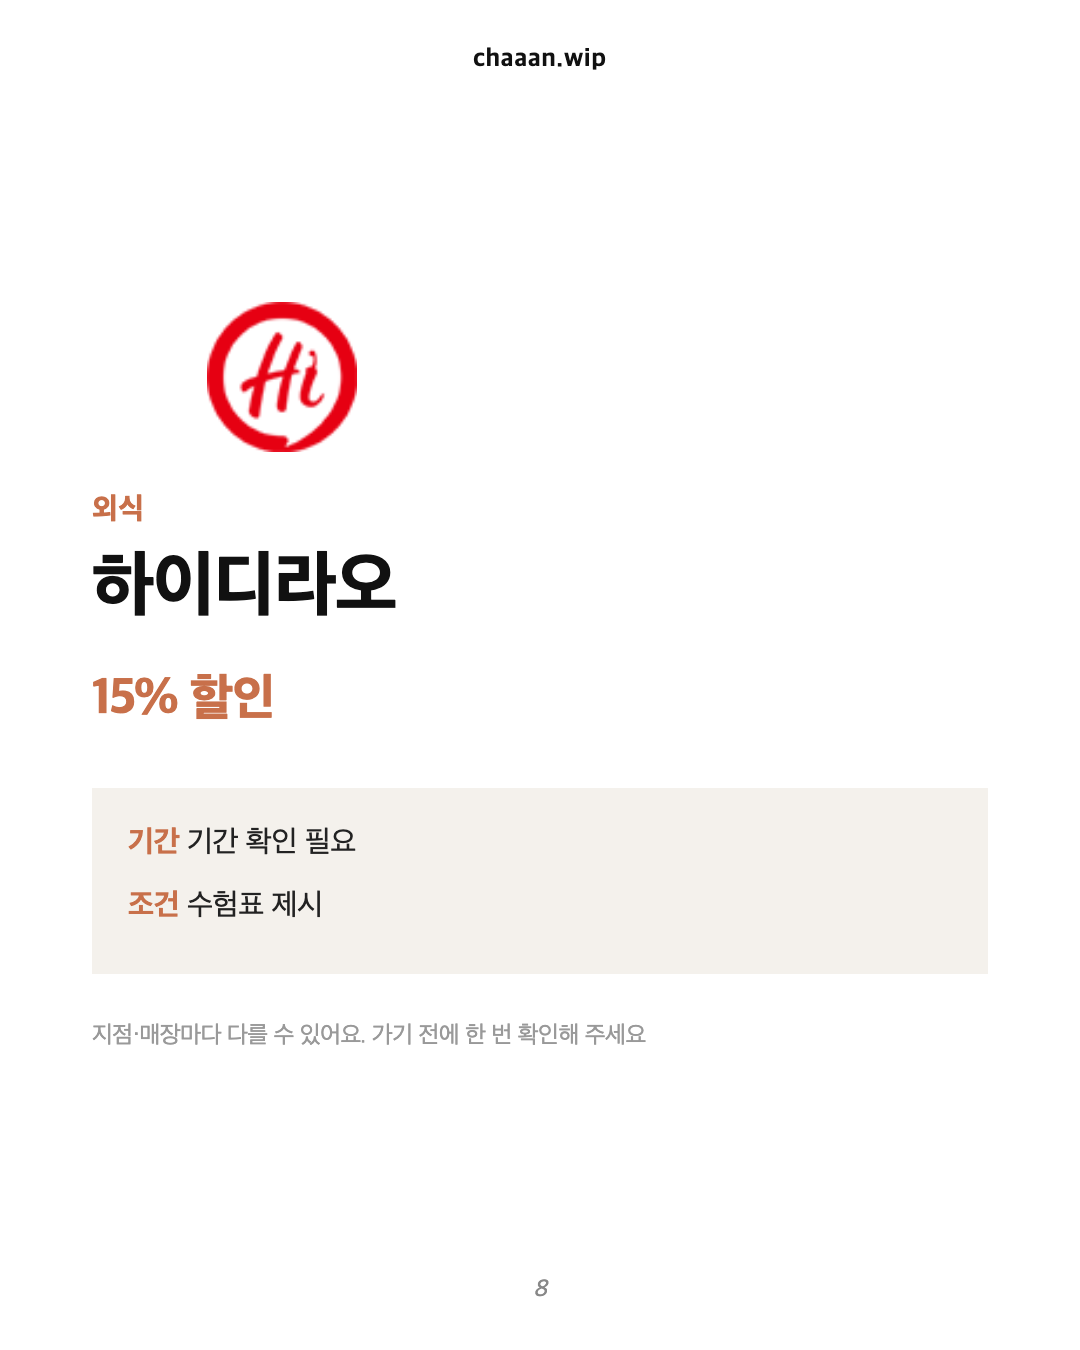 chaaan.wip
Hi
외식
하이디라오
15% 할인
기간 기간 확인 필요
조건 수험표 제시
지점·매장마다 다를 수 있어요. 가기 전에 한 번 확인해 주세요
8